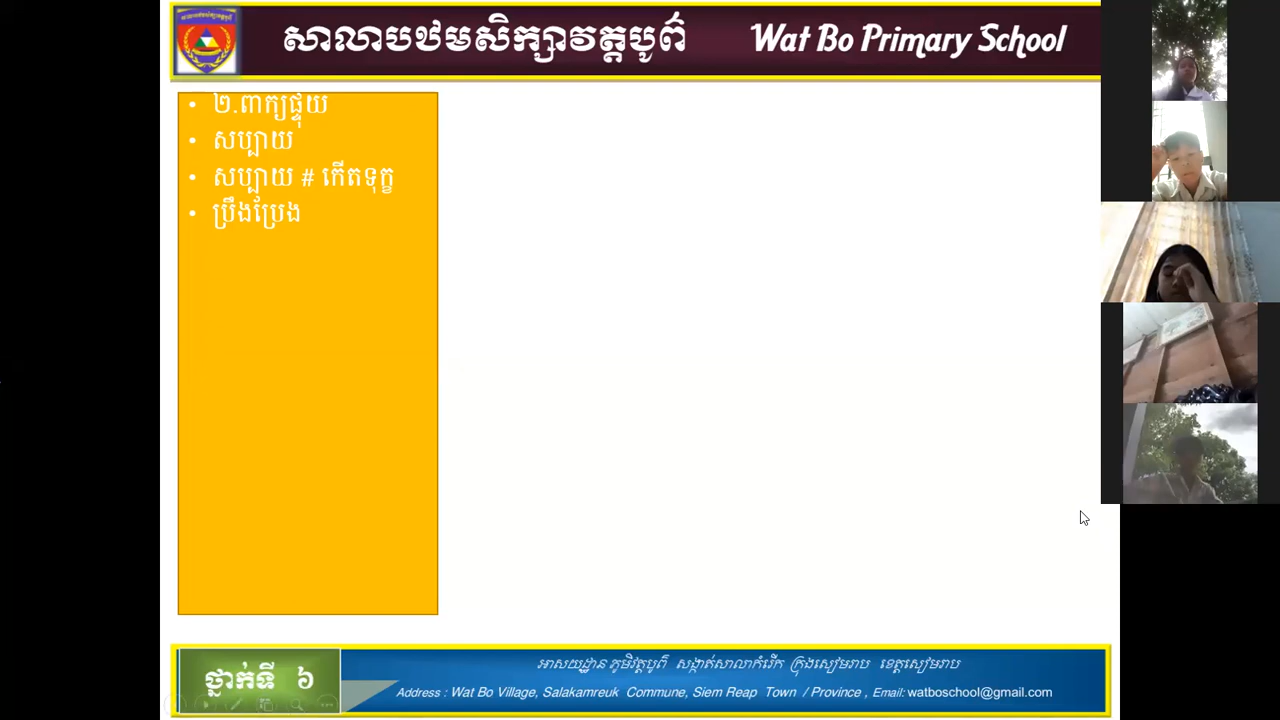 សាលាបឋមសិក្សាវត្តបូព៌ Wat Bo Primary School
• ២.ពាក្យផ្ទុយ
• សប្បាយ
• សប្បាយ # កើតទុក្ខ
• ប្រឹងប្រែង
ថ្នាក់ទី ៦
អាសយដ្ឋាន ភូមិវត្តបូព៌ សង្កាត់សាលាកំរើក ក្រុងសៀមរាប ខេត្តសៀមរាប
Address : Wat Bo Village, Salakamreuk Commune, Siem Reap Town / Province , Email: watboschool@gmail.com